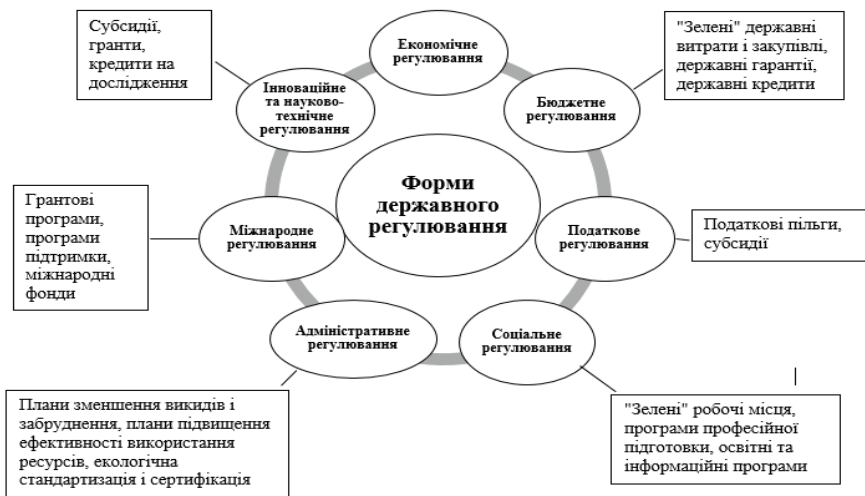 Форми
державного
регулювання
Економічне
регулювання
"Зелені" державні
витрати і закупівлі,
державні гарантії,
державні кредити
Бюджетне
регулювання
Податкове
регулювання
Податкові пільги,
субсидії
Соціальне
регулювання
"Зелені" робочі місця,
програми професійної
підготовки, освітні та
інформаційні програми
Адміністративне
регулювання
Плани зменшення викидів і
забруднення, плани підвищення
ефективності використання
ресурсів, екологічна
стандартизація і сертифікація
Міжнародне
регулювання
Грантові
програми,
програми
підтримки,
міжнародні
фонди
Інноваційне
та науково-
технічне
регулювання
Субсидії,
гранти,
кредити на
дослідження